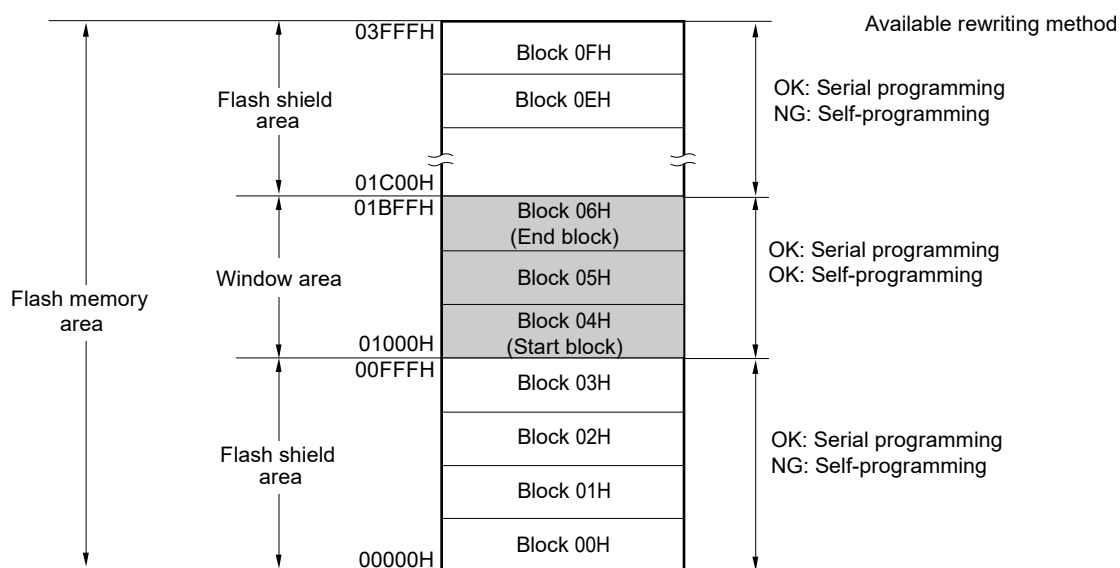 Available rewriting method
03FFFH
Block 0FH
Block 0EH
Flash shield
area
OK: Serial programming
NG: Self-programming
01C00H
01BFFH
Block 06H
(End block)
Window area
Block 05H
OK: Serial programming
OK: Self-programming
Flash memory
area
Block 04H
(Start block)
01000H
00FFFH
Block 03H
Block 02H
Flash shield
area
OK: Serial programming
NG: Self-programming
Block 01H
Block 00H
00000H